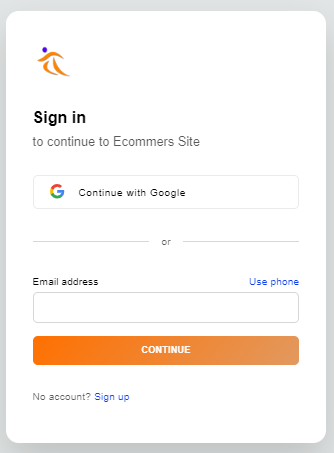 Sign in
to continue to Ecommers Site
Continue with Google
or
Email address Use phone
CONTINUE
No account? Sign up